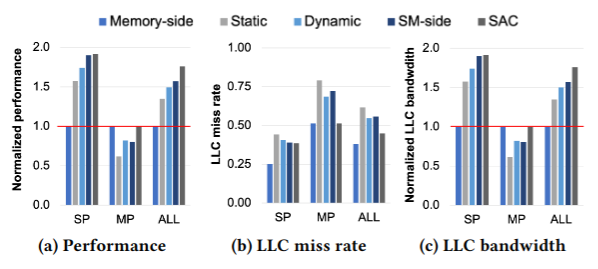 Memory-side Static Dynamic SM-side SAC
Normalized performance
2.0
1.5
1.0
0.5
0.0
SP MP ALL
(a) Performance
LLC miss rate
1.00
0.75
0.50
0.25
0.00
SP MP ALL
(b) LLC miss rate
Normalized LLC bandwdith
2.0
1.5
1.0
0.5
0.0
SP MP ALL
(c) LLC bandwidth